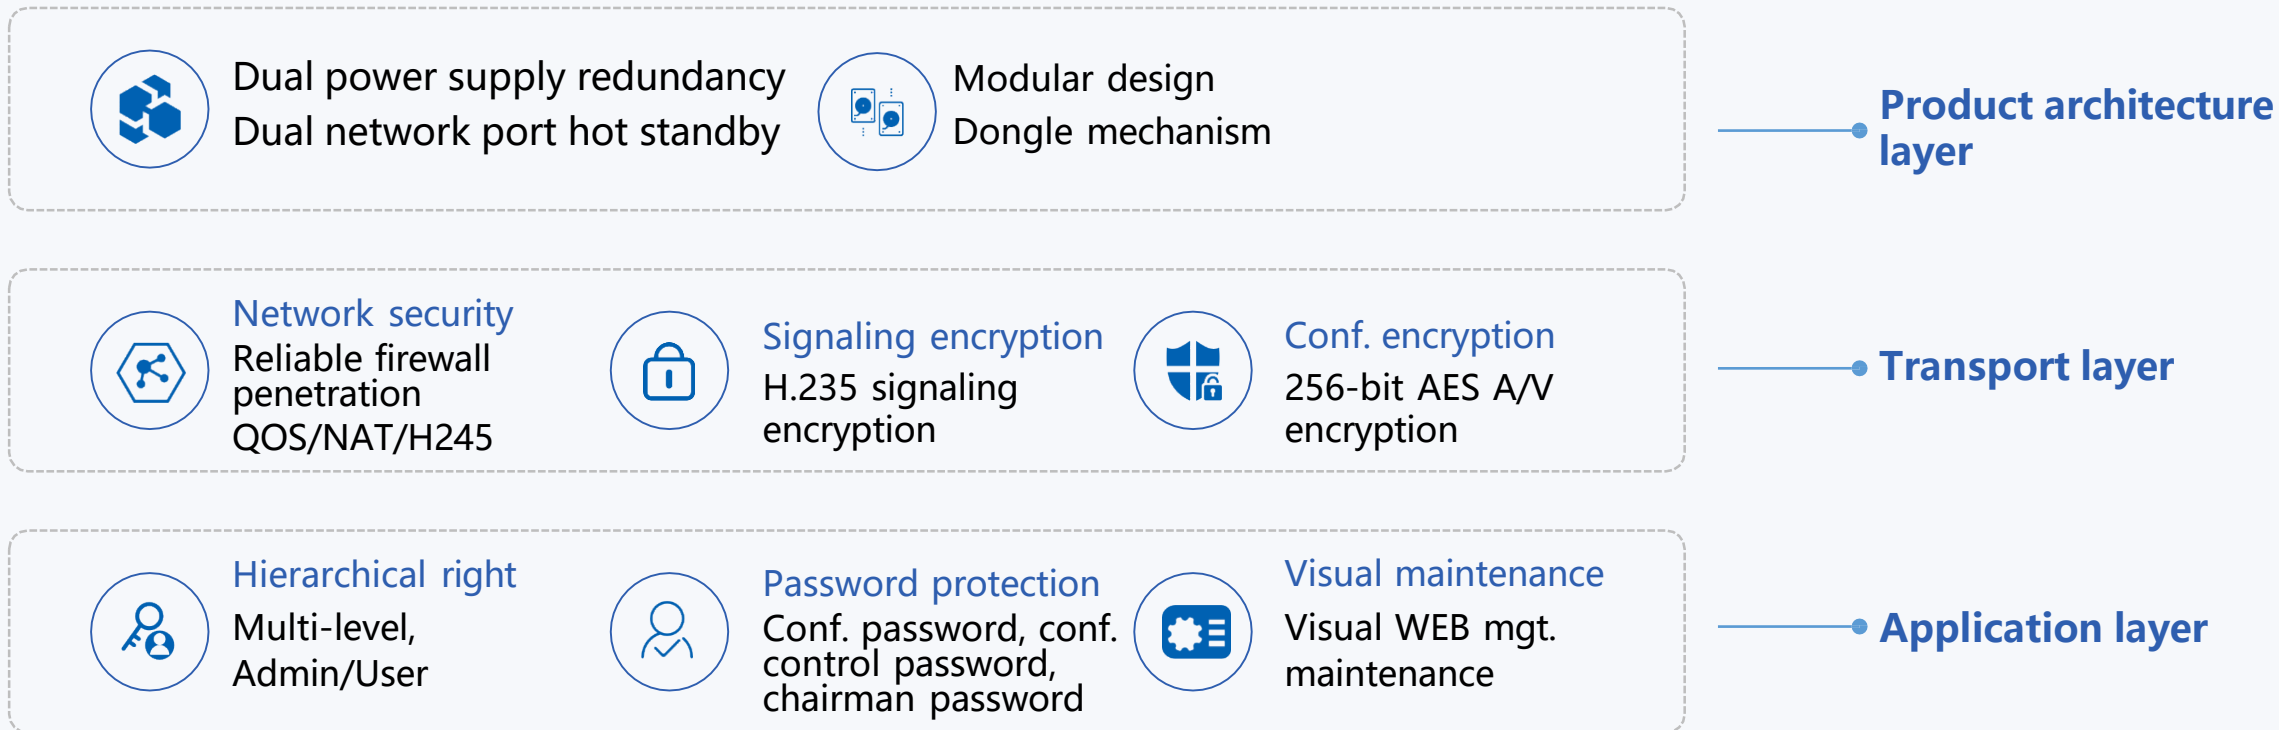 Dual power supply redundancy
Dual network port hot standby
Modular design
Dongle mechanism
Product architecture
layer
Network security
Reliable firewall
penetration
QOS/NAT/H245
Signaling encryption
H.235 signaling
encryption
Conf. encryption
256-bit AES A/V
encryption
Transport layer
Hierarchical right
Multi-level,
Admin/User
Password protection
Conf. password, conf.
control password,
chairman password
Visual maintenance
Visual WEB mgt.
maintenance
Application layer